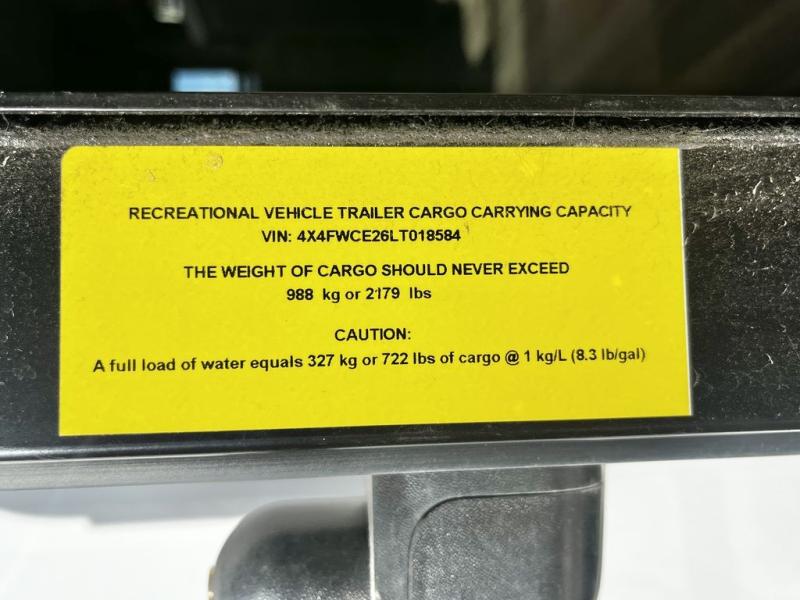 RECREATIONAL VEHICLE TRAILER CARGO CARRYING CAPACITY
VIN: 4X4FWCE26LT018584
THE WEIGHT OF CARGO SHOULD NEVER EXCEED
988 kg or 2179 lbs
CAUTION:
A full load of water equals 327 kg or 722 lbs of cargo @ 1 kg/L (8.3 lb/gal)